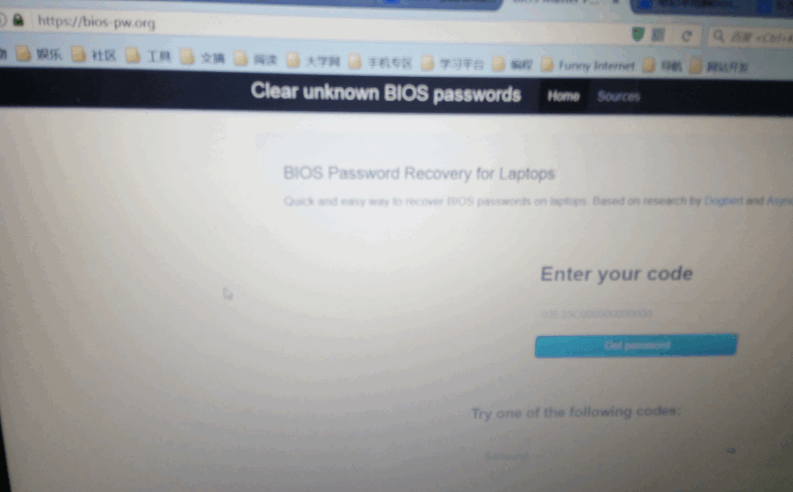 https://bios-pw.org
娱乐 社区 工具 文摘 阅读 大学网 手机专区 学习平台 编程 Funny Internet 导航 网站开发
Clear unknown BIOS passwords Home Sources
BIOS Password Recovery for Laptops
Quick and easy way to recover BIOS passwords on laptops. Based on research by Dogbert and
Enter your code
Get password
Try one of the following codes: